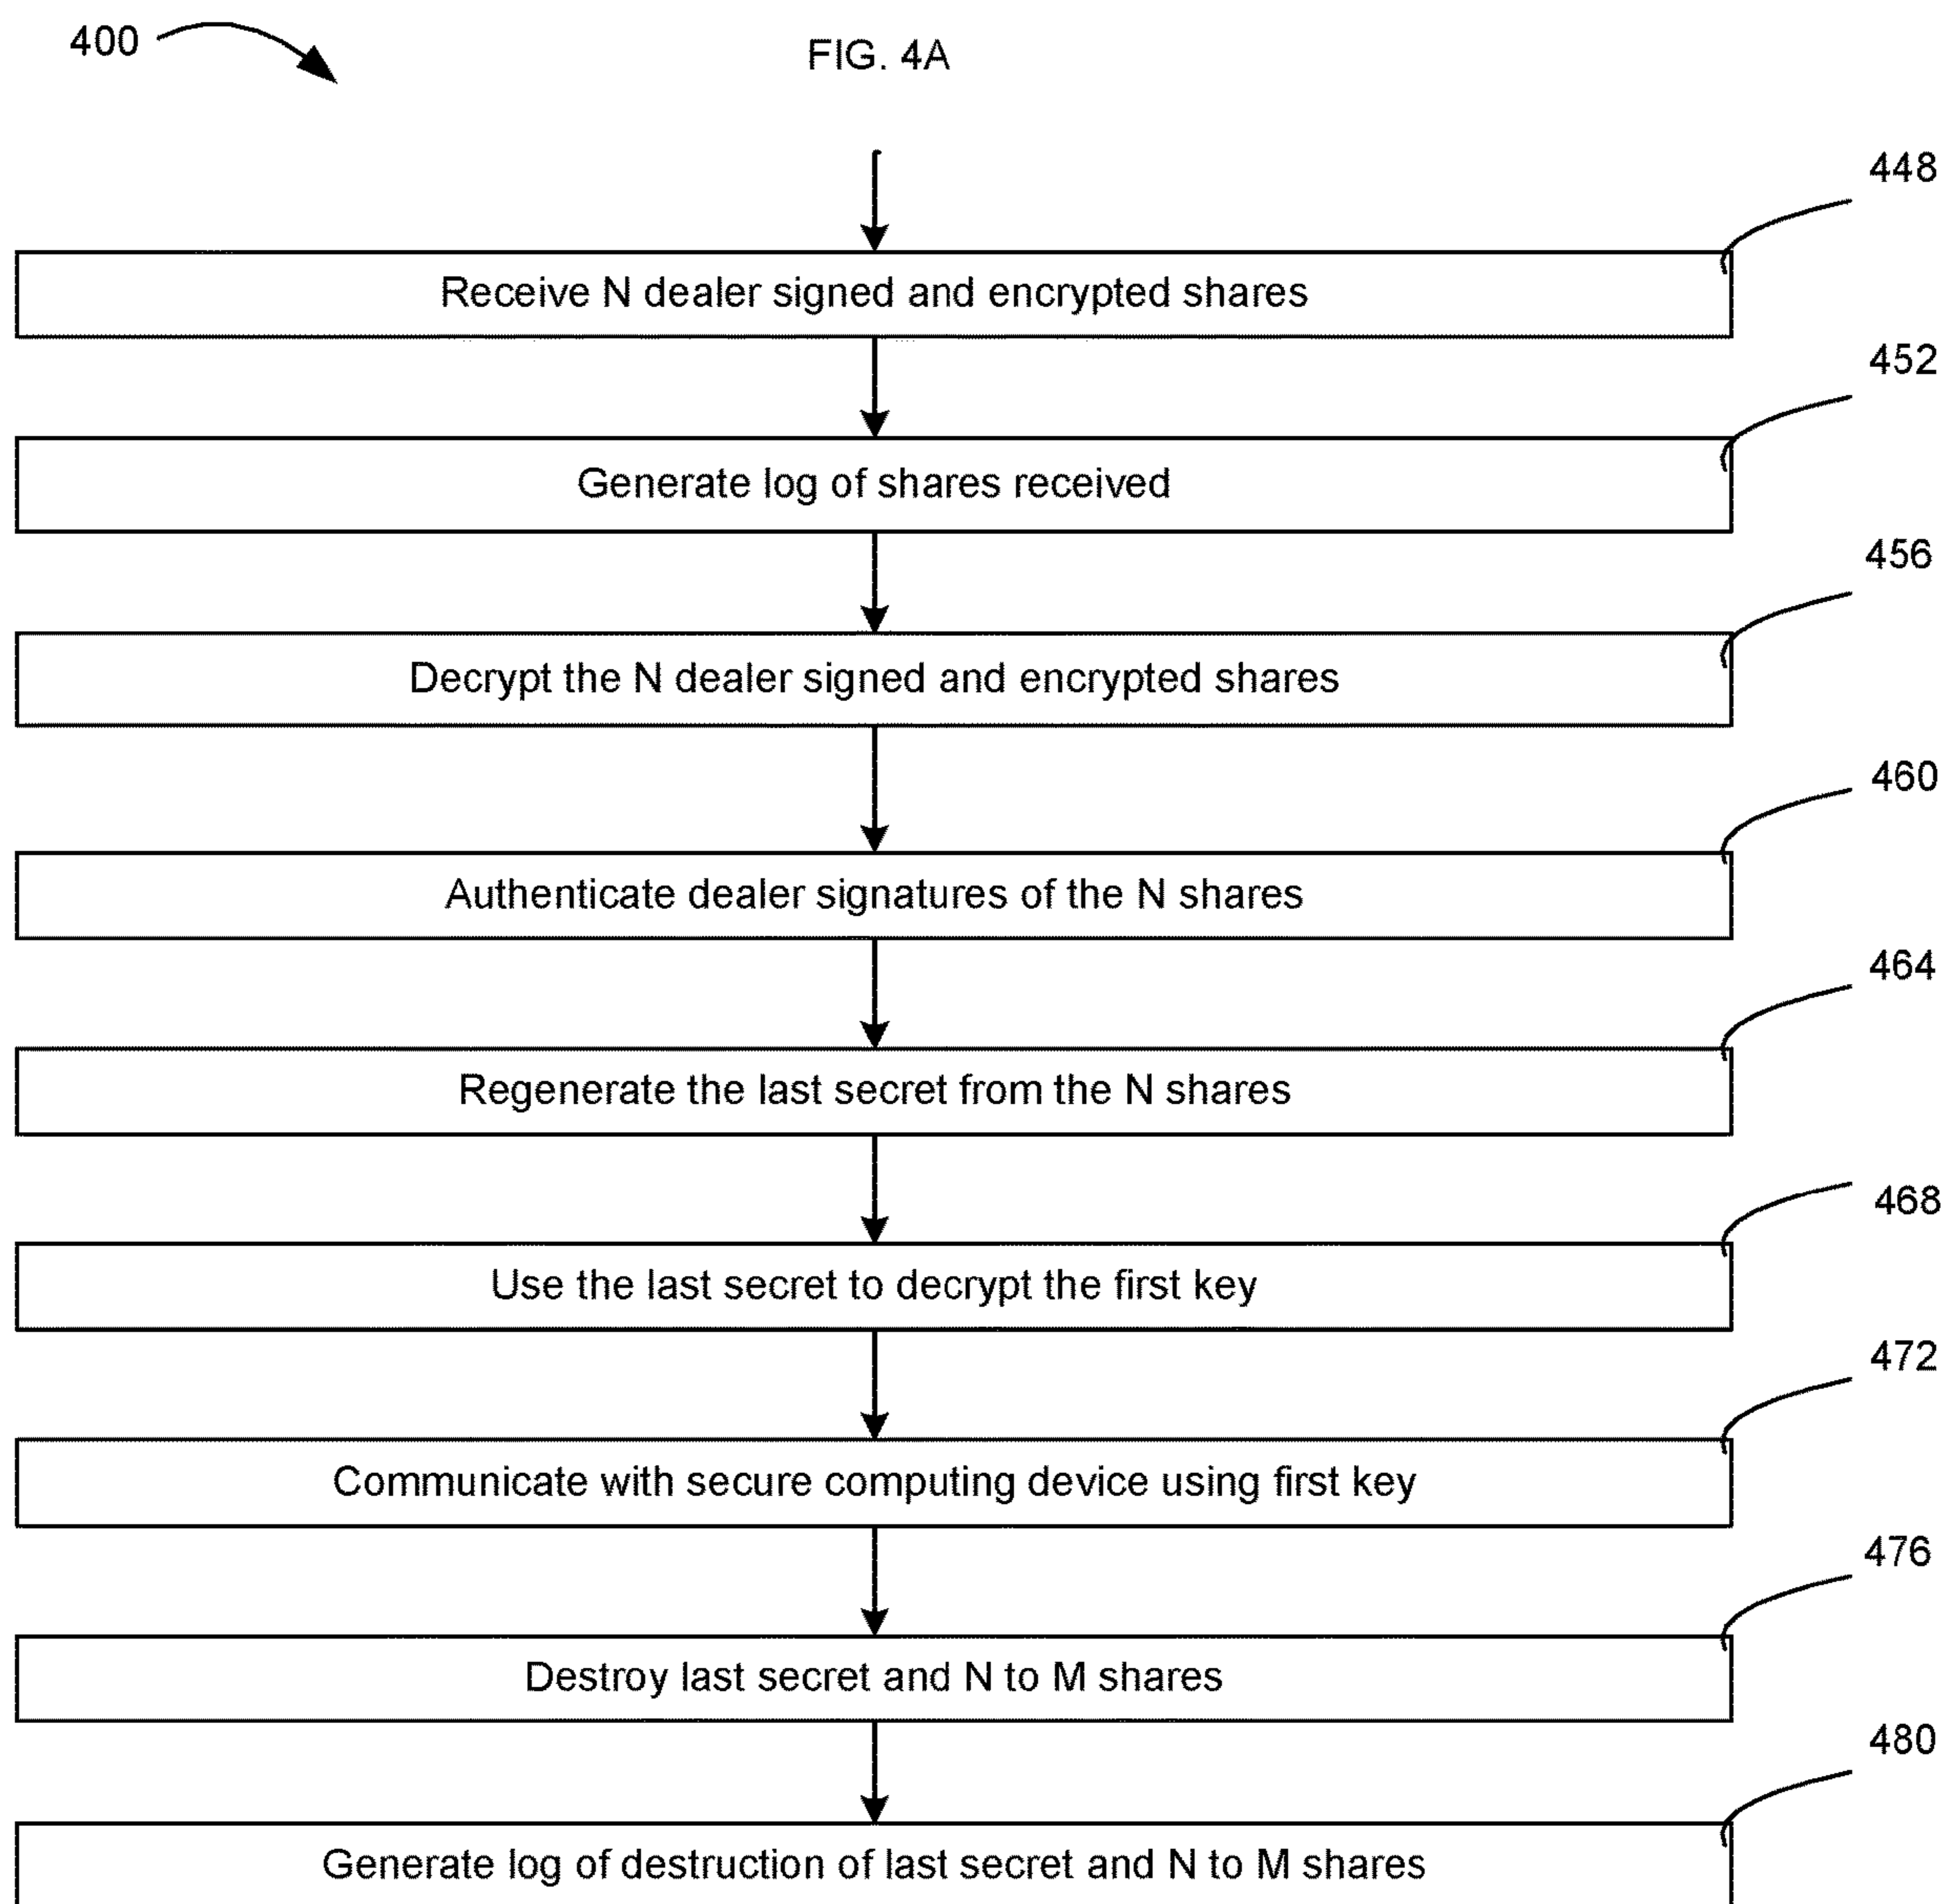 400
FIG. 4A
448
Receive N dealer signed and encrypted shares
452
Generate log of shares received
456
Decrypt the N dealer signed and encrypted shares
460
Authenticate dealer signatures of the N shares
464
Regenerate the last secret from the N shares
468
Use the last secret to decrypt the first key
472
Communicate with secure computing device using first key
476
Destroy last secret and N to M shares
480
Generate log of destruction of last secret and N to M shares